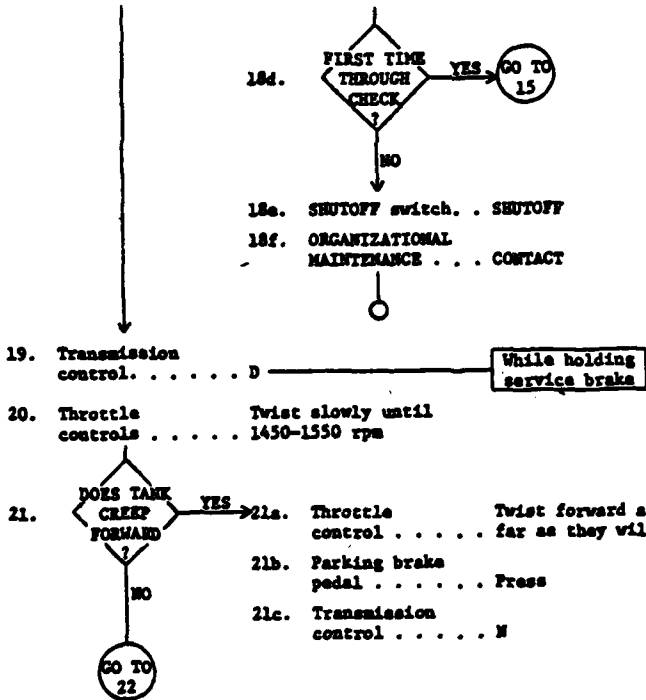 18d.
FIRST TIME
THROUGH
CHECK
?
YES
GO TO
15
NO
18e. SHUTOFF switch. . SHUTOFF
18f. ORGANIZATIONAL
MAINTENANCE . . . CONTACT
19. Transmission
control. . . . . . D
While holding
service brake
20. Throttle Twist slowly until
controls . . . . . 1450-1550 rpm
21.
DOES TANK
CREEP
FORWARD
?
YES
21a. Throttle Twist forward a
control . . . . . far as they wil
21b. Parking brake
pedal . . . . . . Press
21c. Transmission
control . . . . . N
NO
GO TO
22